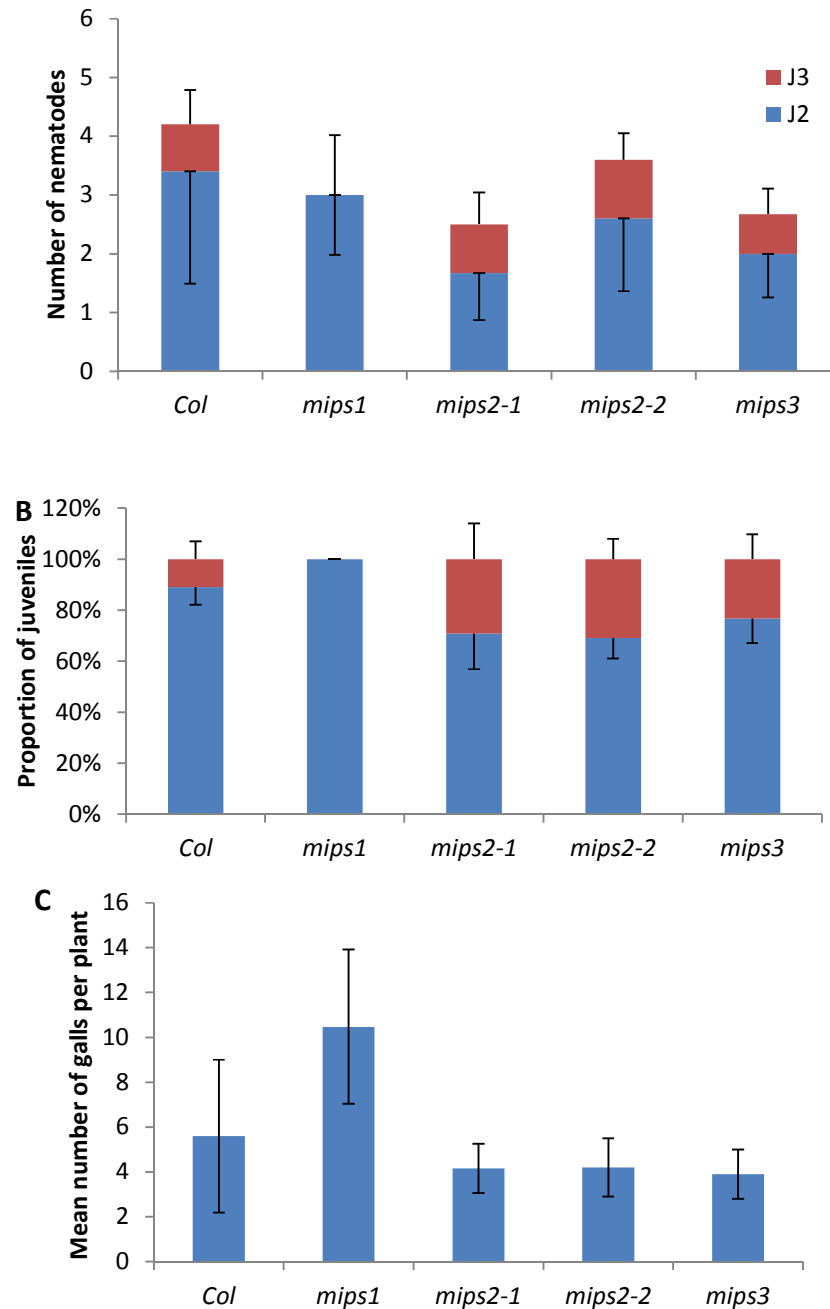 6
5
4
3
2
1
0
Number of nematodes
J3
J2
Col mips1 mips2-1 mips2-2 mips3
B
120%
100%
80%
60%
40%
20%
0%
Proportion of juveniles
Col mips1 mips2-1 mips2-2 mips3
C
16
14
12
10
8
6
4
2
0
Mean number of galls per plant
Col mips1 mips2-1 mips2-2 mips3